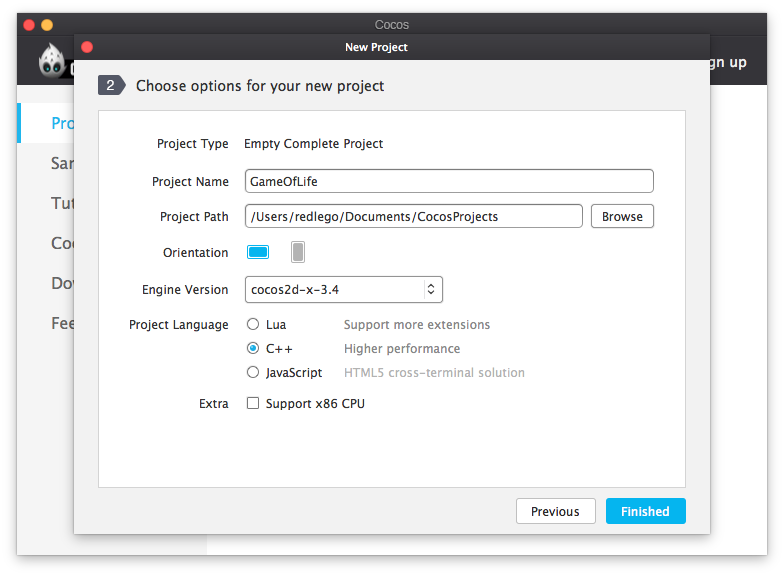 Cocos
New Project
gn up
2 Choose options for your new project
Project Type Empty Complete Project
Project Name GameOfLife
Project Path /Users/redlego/Documents/CocosProjects Browse
Orientation
Engine Version cocos2d-x-3.4
Project Language Lua Support more extensions
C++ Higher performance
JavaScript HTML5 cross-terminal solution
Extra Support x86 CPU
Previous Finished
Pro
Sar
Tut
Coc
Dov
Fee